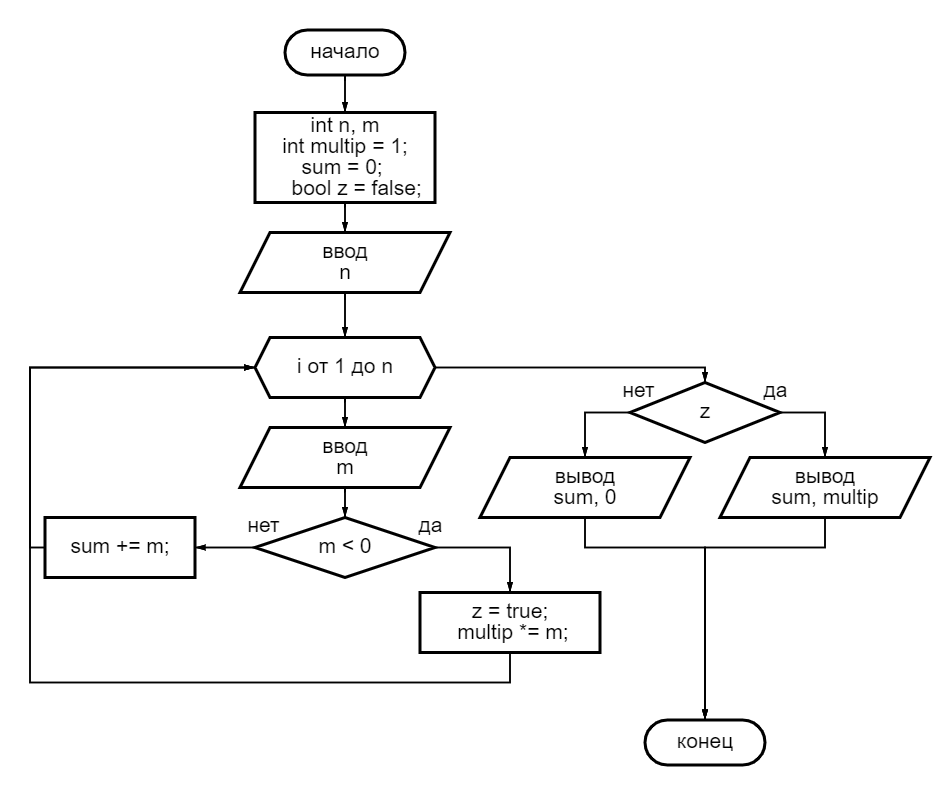 начало
int n, m
int multip = 1;
sum = 0;
bool z = false;
ввод
n
i от 1 до n
ввод
m
нет
да
m < 0
sum += m;
z = true;
multip *= m;
нет
да
z
вывод
sum, 0
вывод
sum, multip
конец